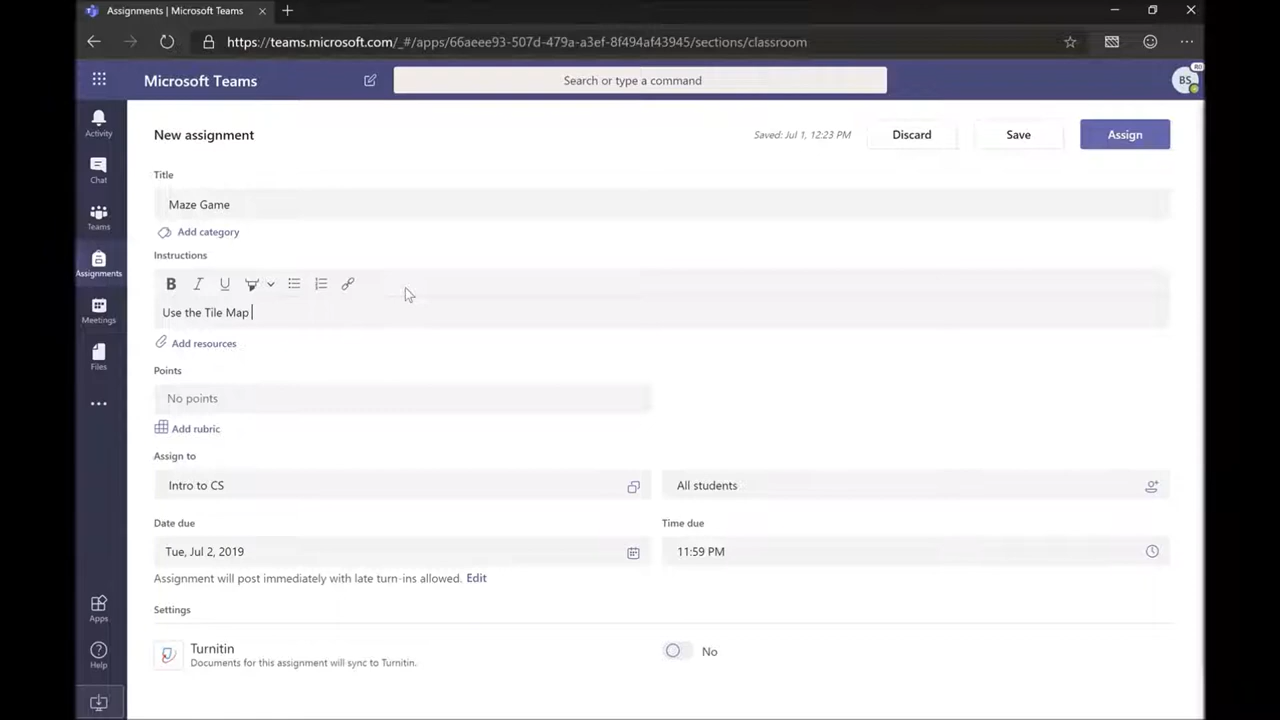 Assignments | Microsoft Teams
https://teams.microsoft.com/_#/apps/66aeee93-507d-479a-a3ef-8f494af43945/sections/classroom
Microsoft Teams
Search or type a command
BS
Activity
Chat
Teams
Assignments
Meetings
Files
Apps
Help
New assignment
Saved: Jul 1, 12:23 PM
Discard
Save
Assign
Title
Maze Game
Add category
Instructions
B I U
Use the Tile Map
Add resources
Points
No points
Add rubric
Assign to
Intro to CS
All students
Date due
Time due
Tue, Jul 2, 2019
11:59 PM
Assignment will post immediately with late turn-ins allowed. Edit
Settings
Turnitin
Documents for this assignment will sync to Turnitin.
No